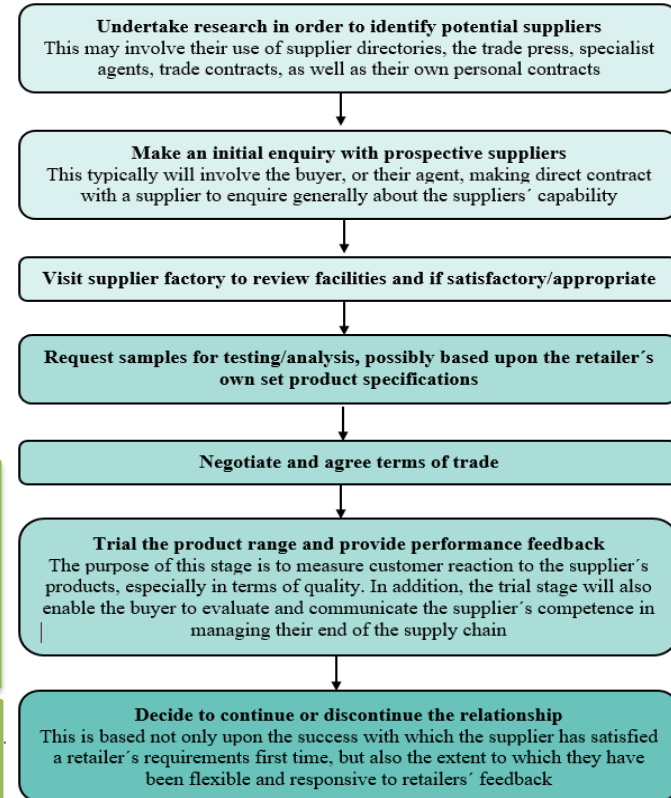 Undertake research in order to identify potential suppliers
This may involve their use of supplier directories, the trade press, specialist
agents, trade contracts, as well as their own personal contracts
Make an initial enquiry with prospective suppliers
This typically will involve the buyer, or their agent, making direct contract
with a supplier to enquire generally about the suppliers´ capability
Visit supplier factory to review facilities and if satisfactory/appropriate
Request samples for testing/analysis, possibly based upon the retailer´s
own set product specifications
Negotiate and agree terms of trade
Trial the product range and provide performance feedback
The purpose of this stage is to measure customer reaction to the supplier´s
products, especially in terms of quality. In addition, the trial stage will also
enable the buyer to evaluate and communicate the supplier´s competence in
managing their end of the supply chain
Decide to continue or discontinue the relationship
This is based not only upon the success with which the supplier has satisfied
a retailer´s requirements first time, but also the extent to which they have
been flexible and responsive to retailers´ feedback